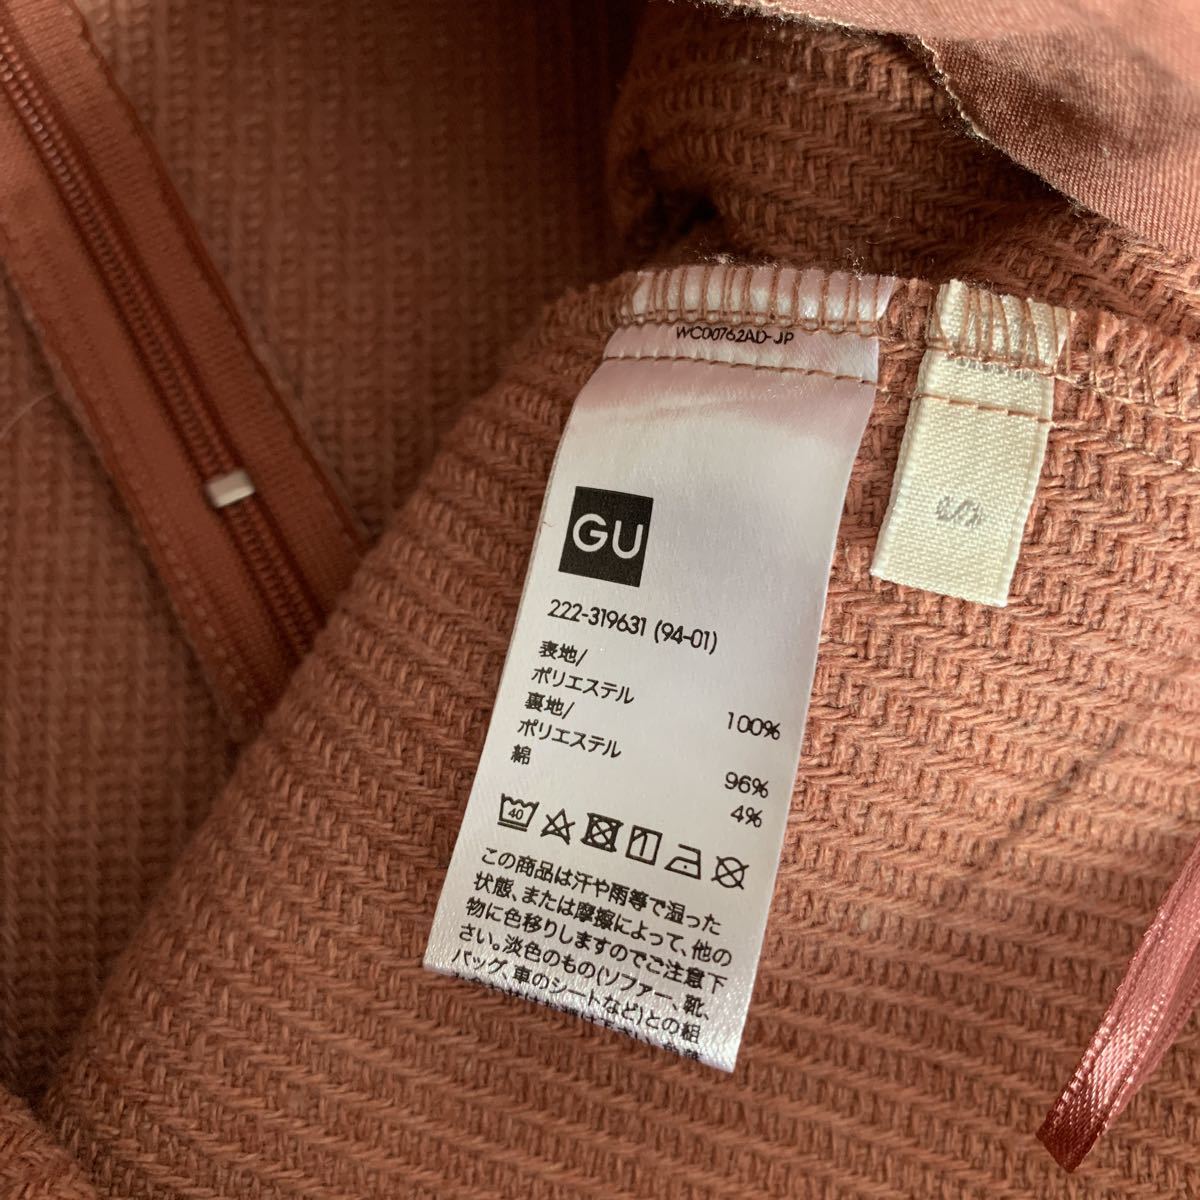 WC00762AD-JP
S
GU
222-319631 (94-01)
表地/
ポリエステル 100%
裏地/
ポリエステル 96%
綿 4%
40
この商品は汗や雨等で湿った
状態、または摩擦によって、他の
物に色移りしますのでご注意下
さい。淡色のもの(ソファー、靴、
バッグ、車のシートなど)との組